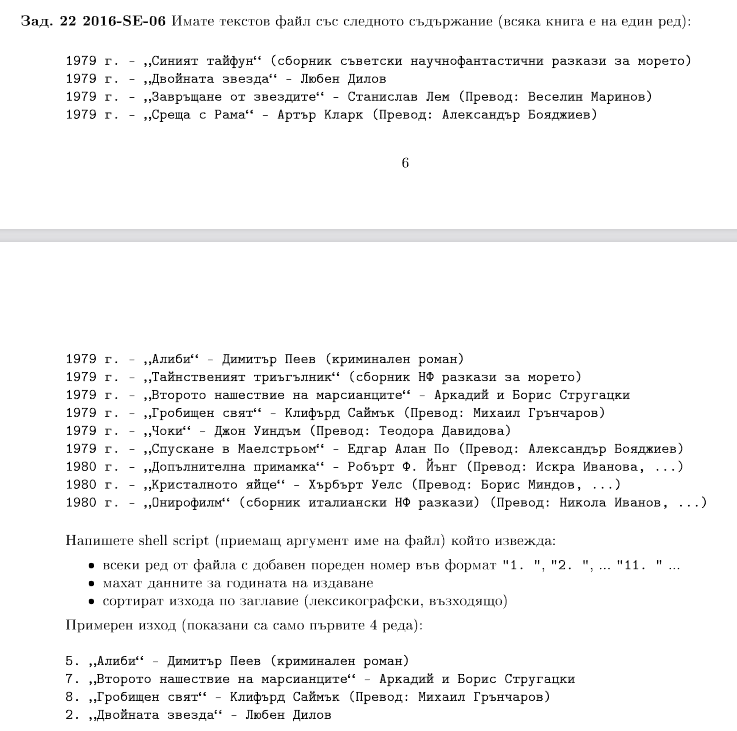 Зад. 22 2016-SE-06 Имате текстов файл със следното съдържание (всяка книга е на един ред):
1979 г. - „Синият тайфун“ (сборник съветски научнофантастични разкази за морето)
1979 г. - „Двойната звезда“ - Любен Дилов
1979 г. - „Завръщане от звездите“ - Станислав Лем (Превод: Веселин Маринов)
1979 г. - „Среща с Рама“ - Артър Кларк (Превод: Александър Бояджиев)
6
1979 г. - „Алиби“ - Димитър Пеев (криминален роман)
1979 г. - „Тайнственият триъгълник“ (сборник НФ разкази за морето)
1979 г. - „Второто нашествие на марсианците“ - Аркадий и Борис Стругацки
1979 г. - „Гробищен свят“ - Клифърд Саймък (Превод: Михаил Грънчаров)
1979 г. - „Чоки“ - Джон Уиндъм (Превод: Теодора Давидова)
1979 г. - „Спускане в Маелстрьом“ - Едгар Алан По (Превод: Александър Бояджиев)
1980 г. - „Допълнителна примамка“ - Робърт Ф. Йънг (Превод: Искра Иванова, ...)
1980 г. - „Кристалното яйце“ - Хърбърт Уелс (Превод: Борис Миндов, ...)
1980 г. - „Онирофилм“ (сборник италиански НФ разкази) (Превод: Никола Иванов, ...)
Напишете shell script (приемащ аргумент име на файл) който извежда:
• всеки ред от файла с добавен пореден номер във формат "1. ", "2. ", ... "11. " ...
• махат данните за годината на издаване
• сортират изхода по заглавие (лексикографски, възходящо)
Примерен изход (показани са само първите 4 реда):
5. „Алиби“ - Димитър Пеев (криминален роман)
7. „Второто нашествие на марсианците“ - Аркадий и Борис Стругацки
8. „Гробищен свят“ - Клифърд Саймък (Превод: Михаил Грънчаров)
2. „Двойната звезда“ - Любен Дилов